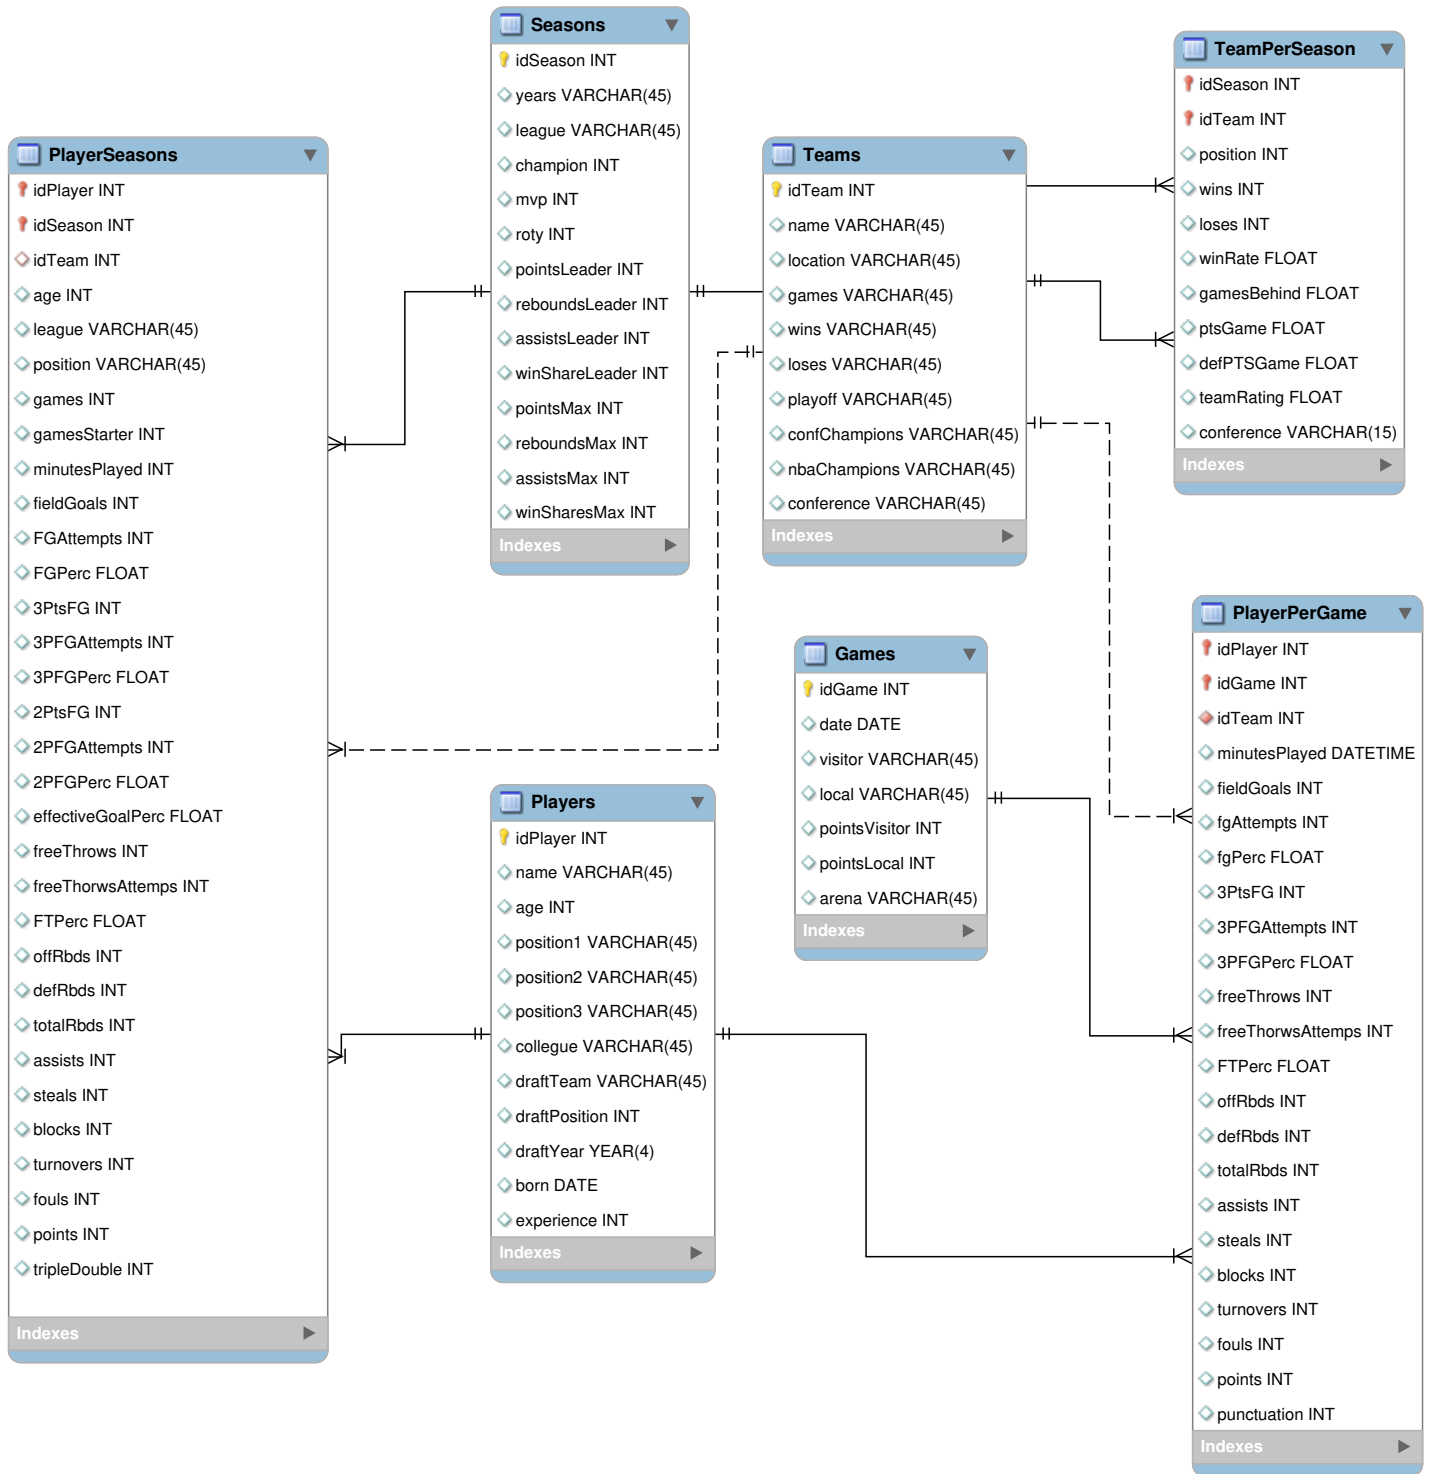 Seasons
idSeason INT
years VARCHAR(45)
league VARCHAR(45)
champion INT
mvp INT
roty INT
pointsLeader INT
reboundsLeader INT
assistsLeader INT
winShareLeader INT
pointsMax INT
reboundsMax INT
assistsMax INT
winSharesMax INT
Indexes
TeamPerSeason
idSeason INT
idTeam INT
position INT
wins INT
loses INT
winRate FLOAT
gamesBehind FLOAT
ptsGame FLOAT
defPTSGame FLOAT
teamRating FLOAT
conference VARCHAR(15)
Indexes
PlayerSeasons
idPlayer INT
idSeason INT
idTeam INT
age INT
league VARCHAR(45)
position VARCHAR(45)
games INT
gamesStarter INT
minutesPlayed INT
fieldGoals INT
FGAttempts INT
FGPerc FLOAT
3PtsFG INT
3PFGAttempts INT
3PFGPerc FLOAT
2PtsFG INT
2PFGAttempts INT
2PFGPerc FLOAT
effectiveGoalPerc FLOAT
freeThrows INT
freeThorwsAttemps INT
FTPerc FLOAT
offRbds INT
defRbds INT
totalRbds INT
assists INT
steals INT
blocks INT
turnovers INT
fouls INT
points INT
tripleDouble INT
Indexes
Teams
idTeam INT
name VARCHAR(45)
location VARCHAR(45)
games VARCHAR(45)
wins VARCHAR(45)
loses VARCHAR(45)
playoff VARCHAR(45)
confChampions VARCHAR(45)
nbaChampions VARCHAR(45)
conference VARCHAR(45)
Indexes
Games
idGame INT
date DATE
visitor VARCHAR(45)
local VARCHAR(45)
pointsVisitor INT
pointsLocal INT
arena VARCHAR(45)
Indexes
Players
idPlayer INT
name VARCHAR(45)
age INT
position1 VARCHAR(45)
position2 VARCHAR(45)
position3 VARCHAR(45)
collegue VARCHAR(45)
draftTeam VARCHAR(45)
draftPosition INT
draftYear YEAR(4)
born DATE
experience INT
Indexes
PlayerPerGame
idPlayer INT
idGame INT
idTeam INT
minutesPlayed DATETIME
fieldGoals INT
fgAttempts INT
fgPerc FLOAT
3PtsFG INT
3PFGAttempts INT
3PFGPerc FLOAT
freeThrows INT
freeThorwsAttemps INT
FTPerc FLOAT
offRbds INT
defRbds INT
totalRbds INT
assists INT
steals INT
blocks INT
turnovers INT
fouls INT
points INT
punctuation INT
Indexes